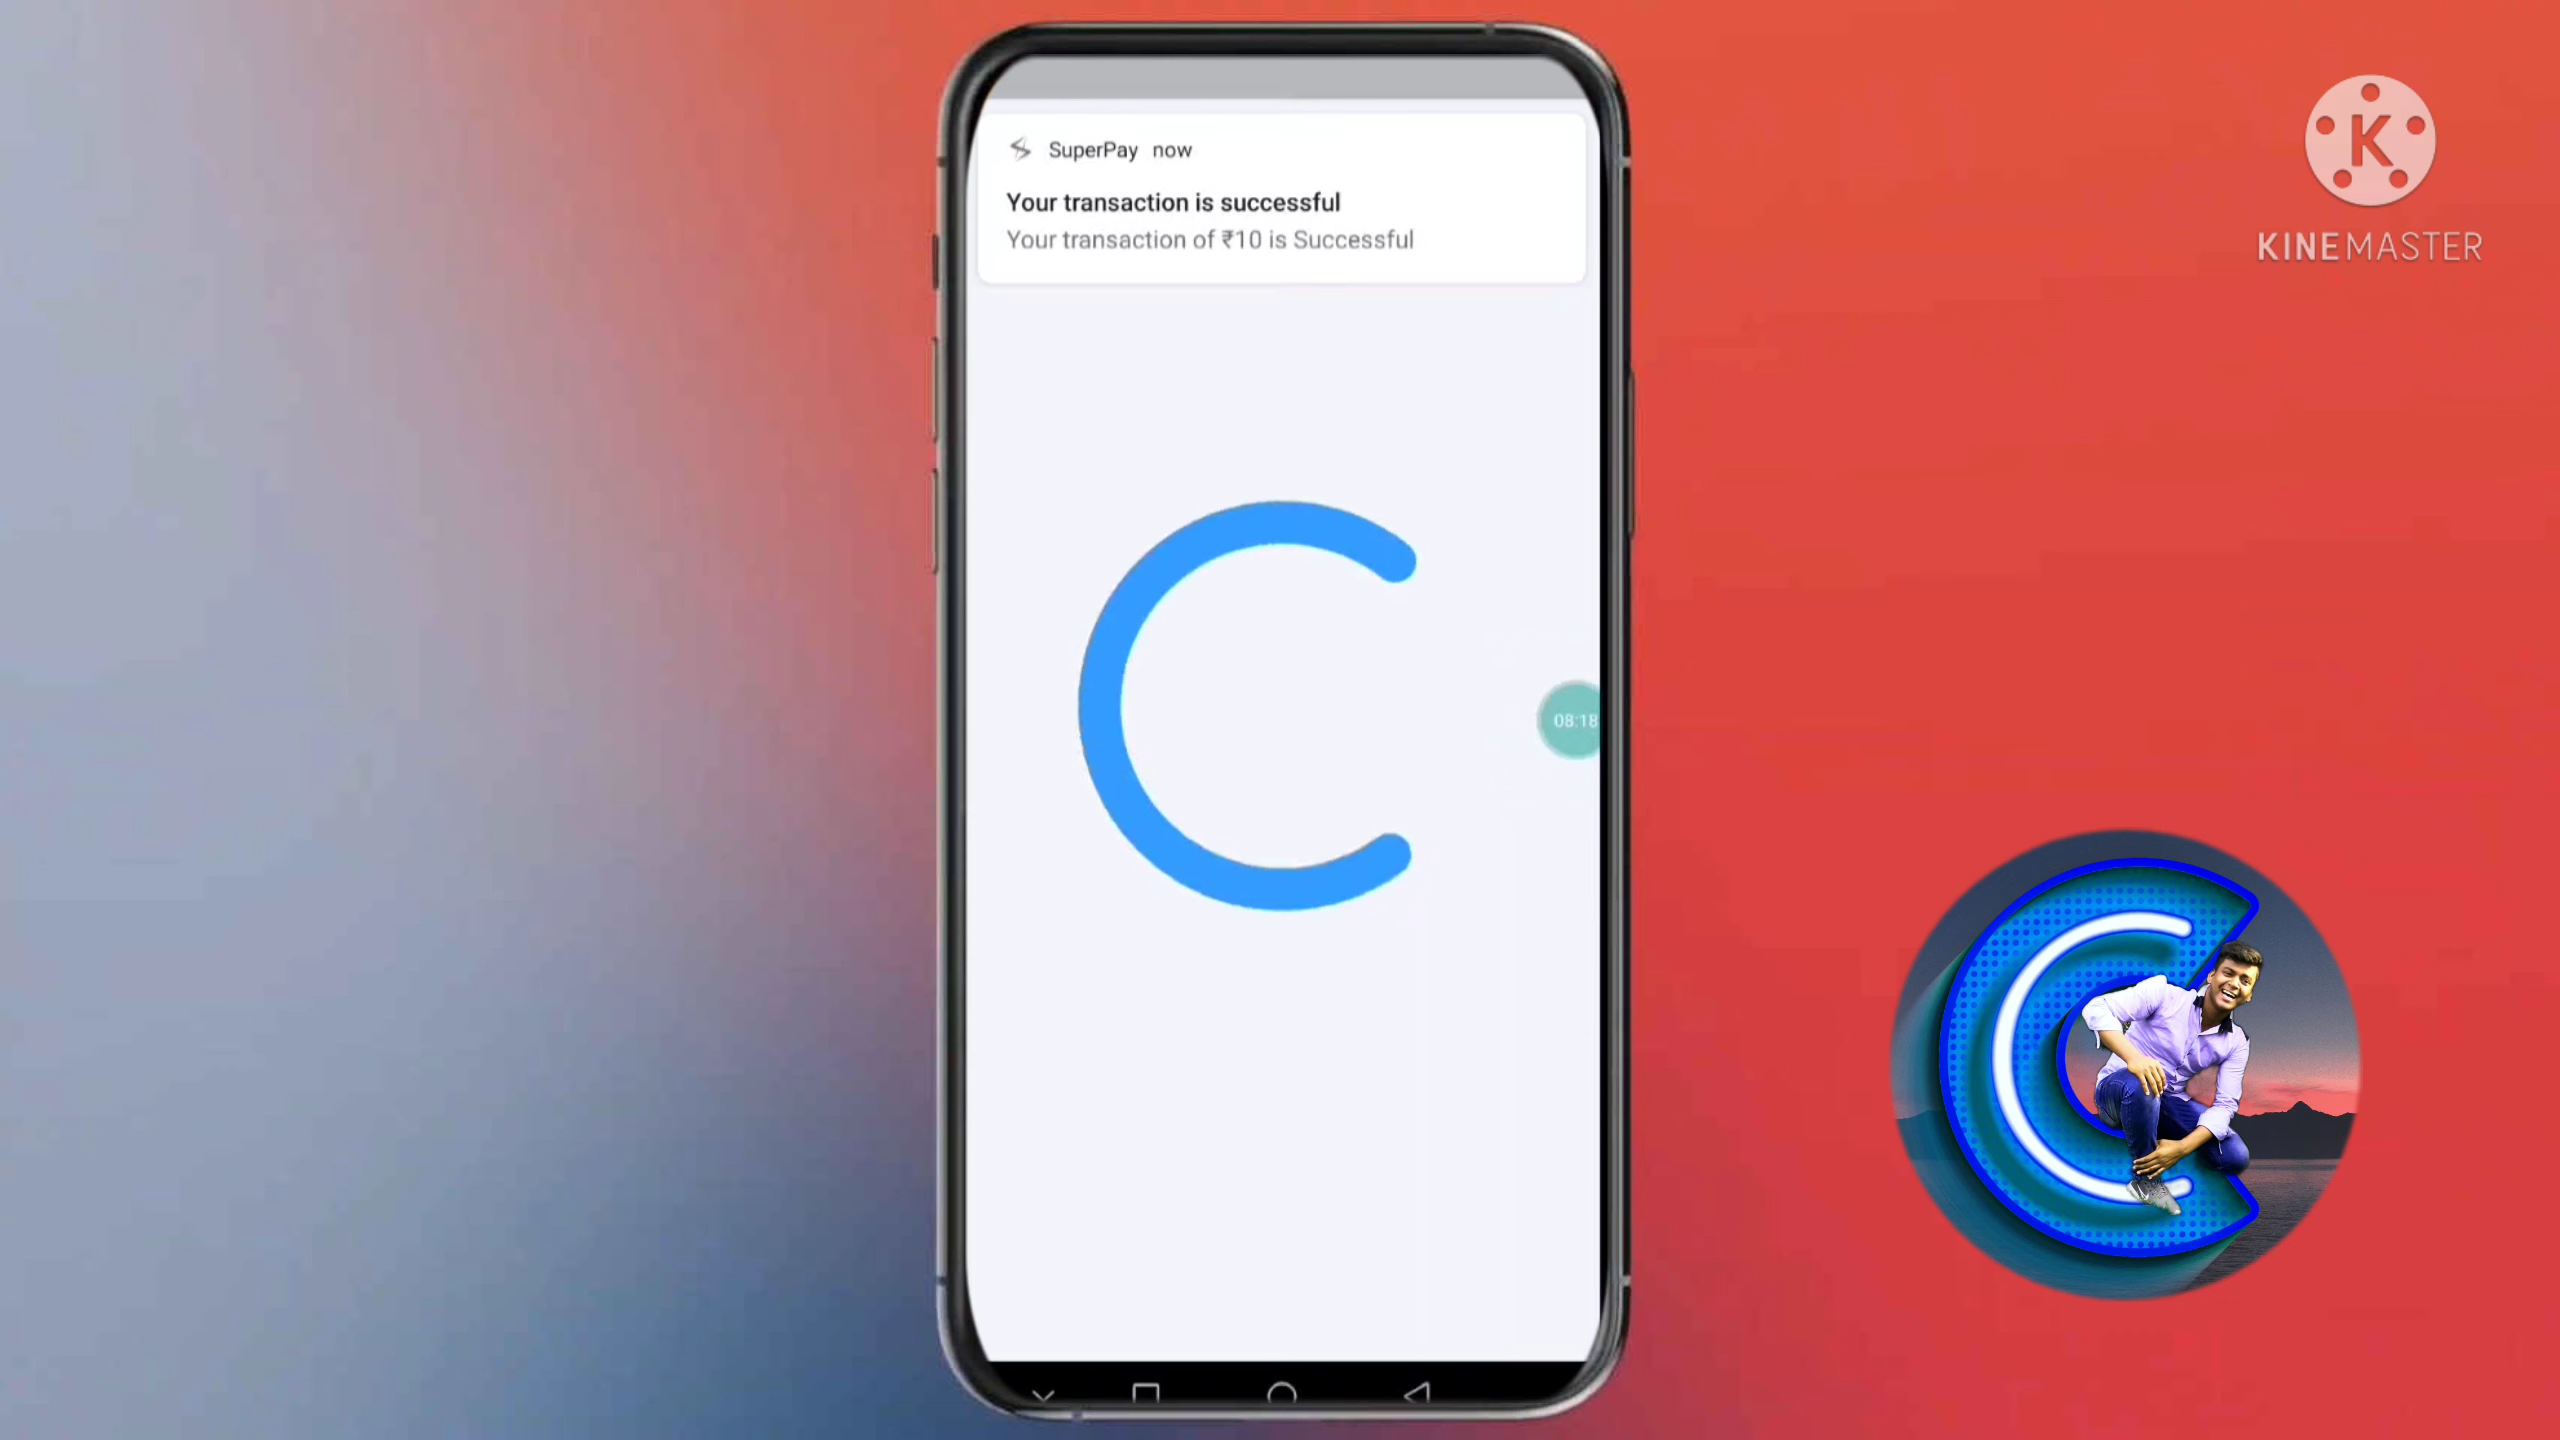 SuperPay now
Your transaction is successful
Your transaction of ₹10 is Successful
08:18
K
KINEMASTER